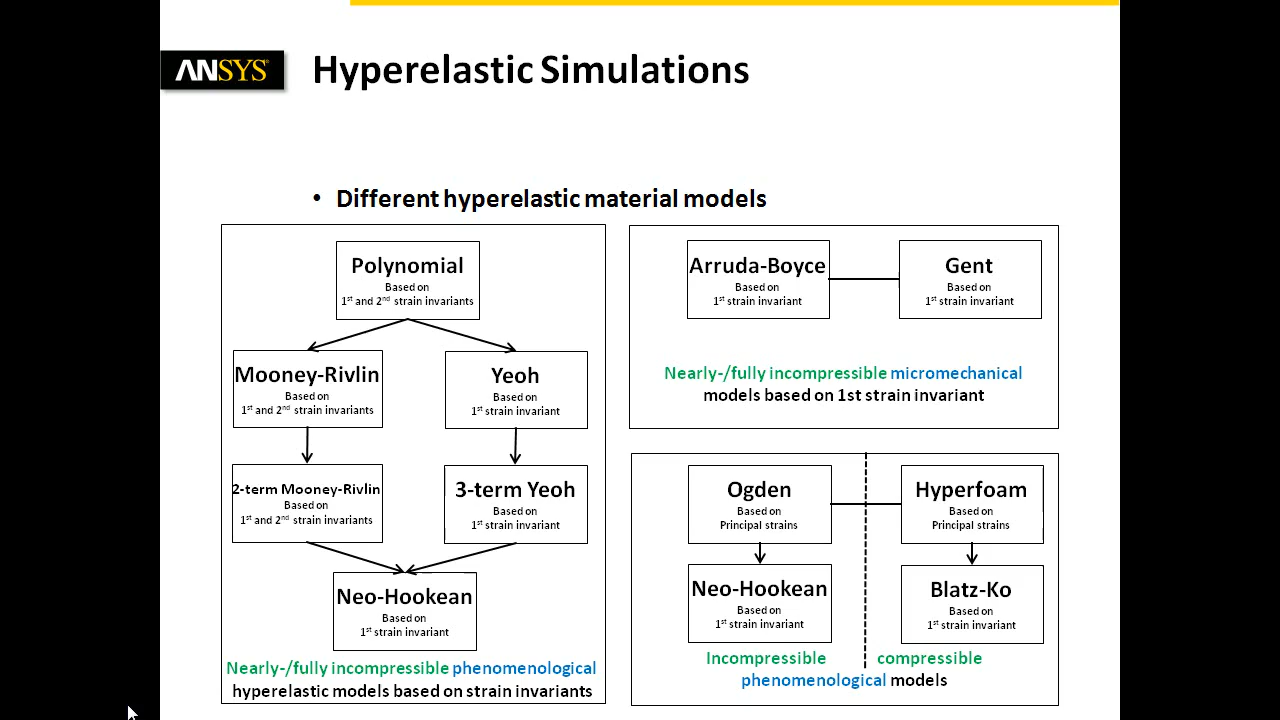 ANSYS
Hyperelastic Simulations
• Different hyperelastic material models
Polynomial
Based on
1st and 2nd strain invariants
Mooney-Rivlin
Based on
1st and 2nd strain invariants
Yeoh
Based on
1st strain invariant
2-term Mooney-Rivlin
Based on
1st and 2nd strain invariants
3-term Yeoh
Based on
1st strain invariant
Neo-Hookean
Based on
1st strain invariant
Nearly-/fully incompressible phenomenological
hyperelastic models based on strain invariants
Arruda-Boyce
Based on
1st strain invariant
Gent
Based on
1st strain invariant
Nearly-/fully incompressible micromechanical
models based on 1st strain invariant
Ogden
Based on
Principal strains
Hyperfoam
Based on
Principal strains
Neo-Hookean
Based on
1st strain invariant
Blatz-Ko
Based on
1st strain invariant
Incompressible compressible
phenomenological models